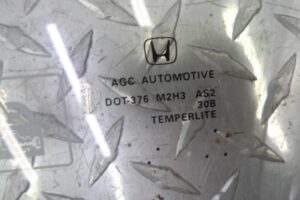 AGC AUTOMOTIVE
DOT-376 M2H3 AS2
30B
TEMPERLITE